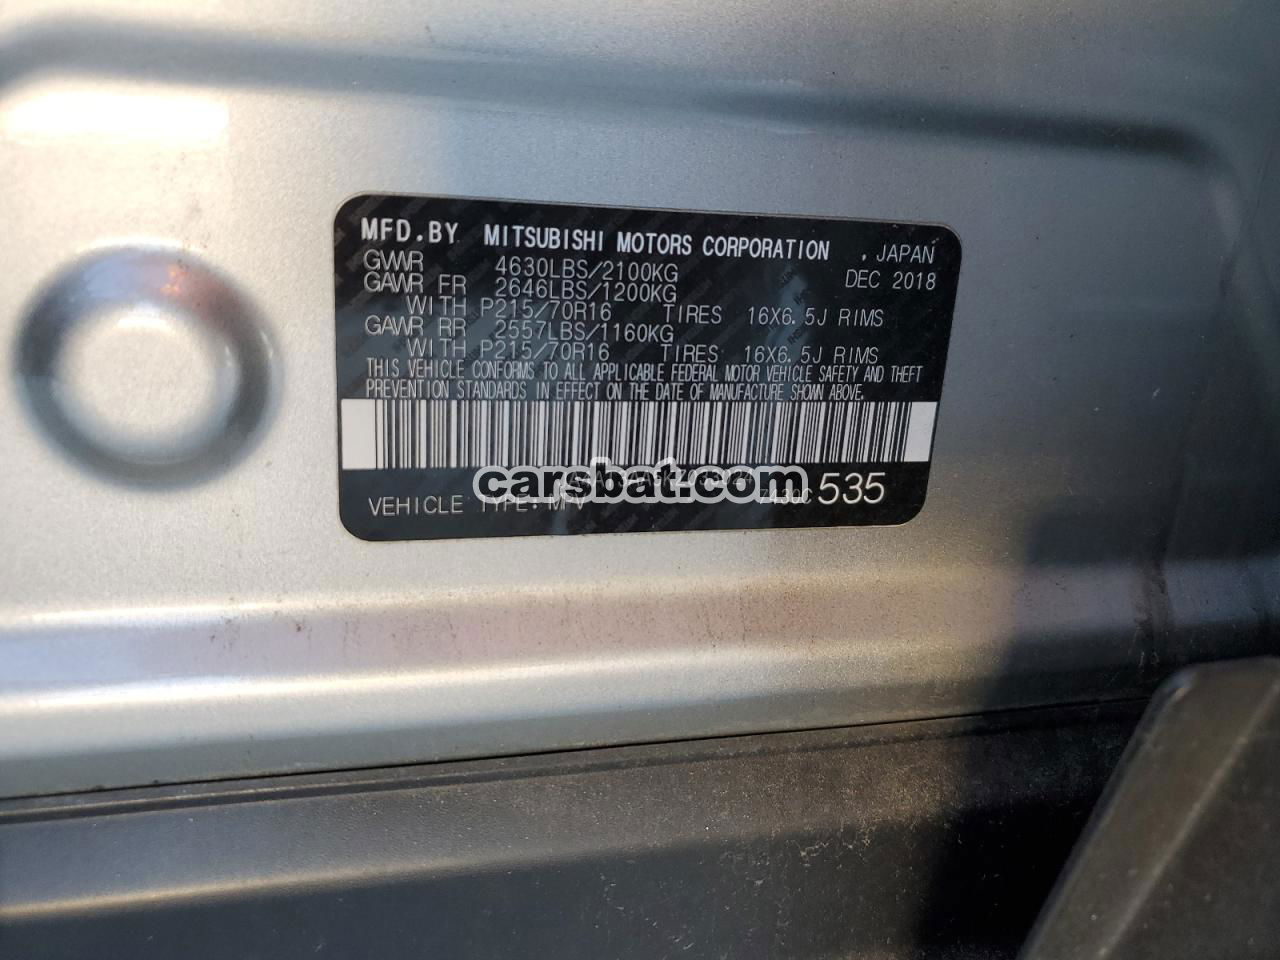 MFD.BY MITSUBISHI MOTORS CORPORATION , JAPAN
GVWR 4630LBS/2100KG DEC 2018
GAWR FR 2646LBS/1200KG
WITH P215/70R16 TIRES 16X6.5J RIMS
GAWR RR 2557LBS/1160KG
WITH P215/70R16 TIRES 16X6.5J RIMS
THIS VEHICLE CONFORMS TO ALL APPLICABLE FEDERAL MOTOR VEHICLE SAFETY AND THEFT
PREVENTION STANDARDS IN EFFECT ON THE DATE OF MANUFACTURE SHOWN ABOVE.
carsbat.com
VEHICLE TYPE: MPV 7430C 535